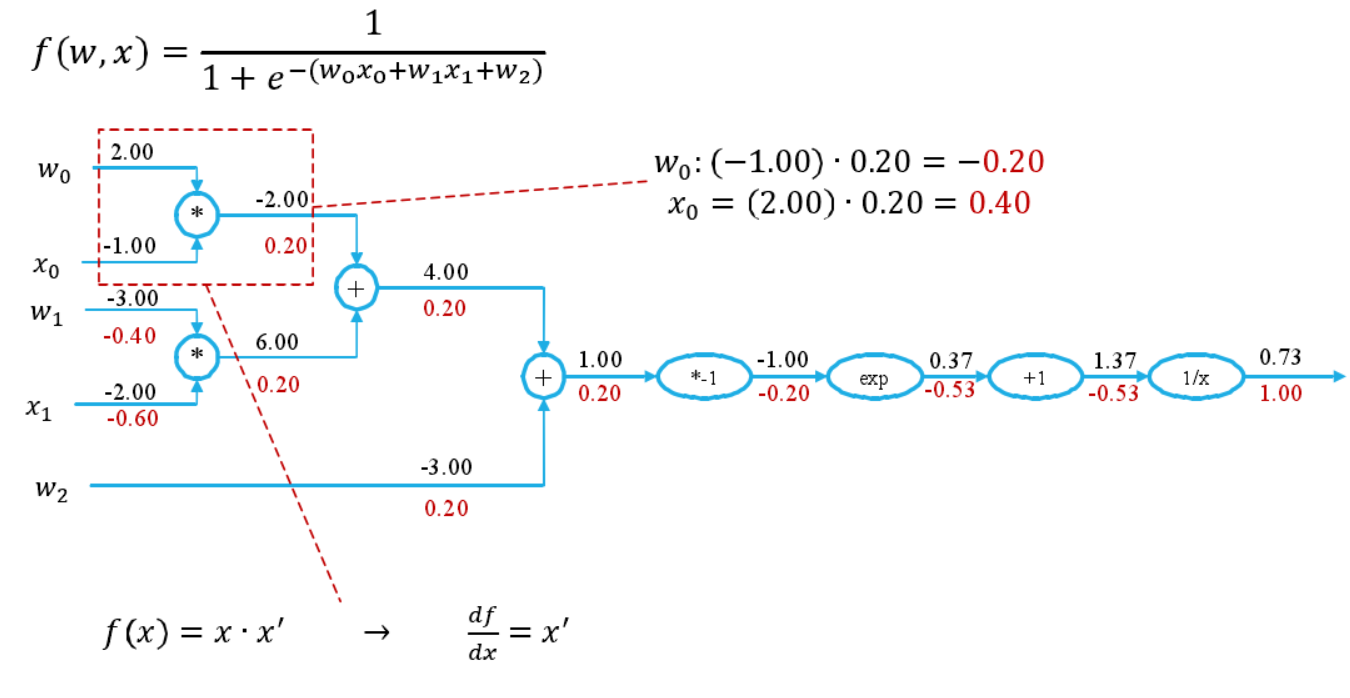 f(w, x) = 1 / (1 + e^−(w₀x₀+w₁x₁+w₂))
w₀ 2.00
* -2.00
0.20
x₀ -1.00
w₀: (−1.00) · 0.20 = −0.20
x₀ = (2.00) · 0.20 = 0.40
+ 4.00
0.20
w₁ -3.00
-0.40
* 6.00
0.20
x₁ -2.00
-0.60
+ 1.00 *-1 -1.00 exp 0.37 +1 1.37 1/x 0.73
0.20 -0.20 -0.53 -0.53 1.00
w₂ -3.00
0.20
f(x) = x · x′ → df/dx = x′